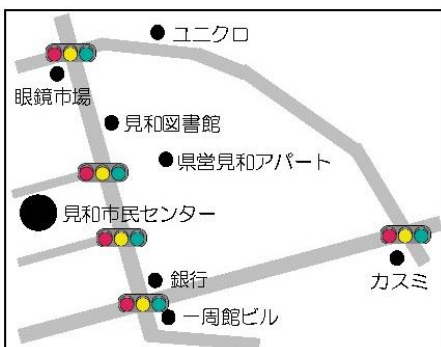 ユニクロ
眼鏡市場
見和図書館
県営見和アパート
見和市民センター
銀行
カスミ
一周館ビル